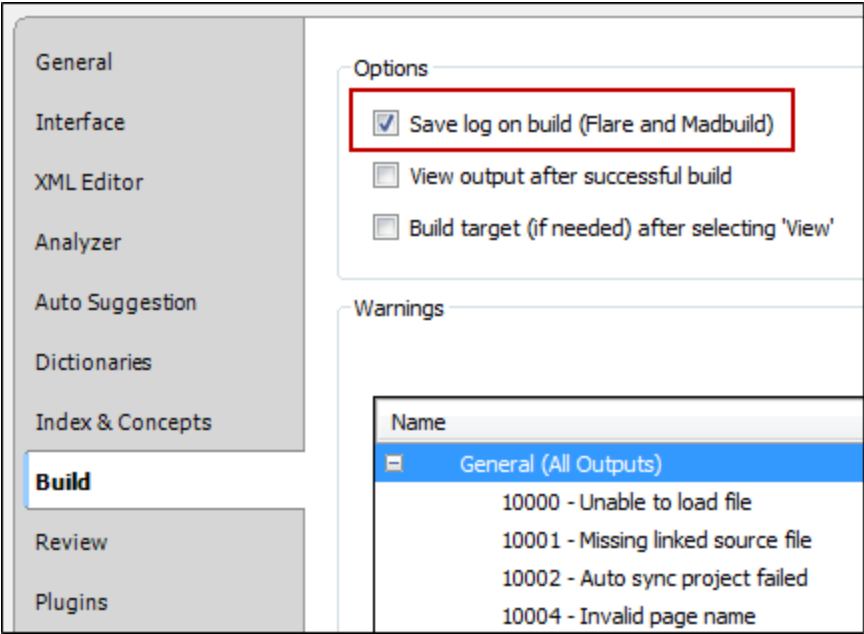 General
Interface
XML Editor
Analyzer
Auto Suggestion
Dictionaries
Index & Concepts
Build
Review
Plugins
Options
Save log on build (Flare and Madbuild)
View output after successful build
Build target (if needed) after selecting 'View'
Warnings
Name
General (All Outputs)
10000 - Unable to load file
10001 - Missing linked source file
10002 - Auto sync project failed
10004 - Invalid page name